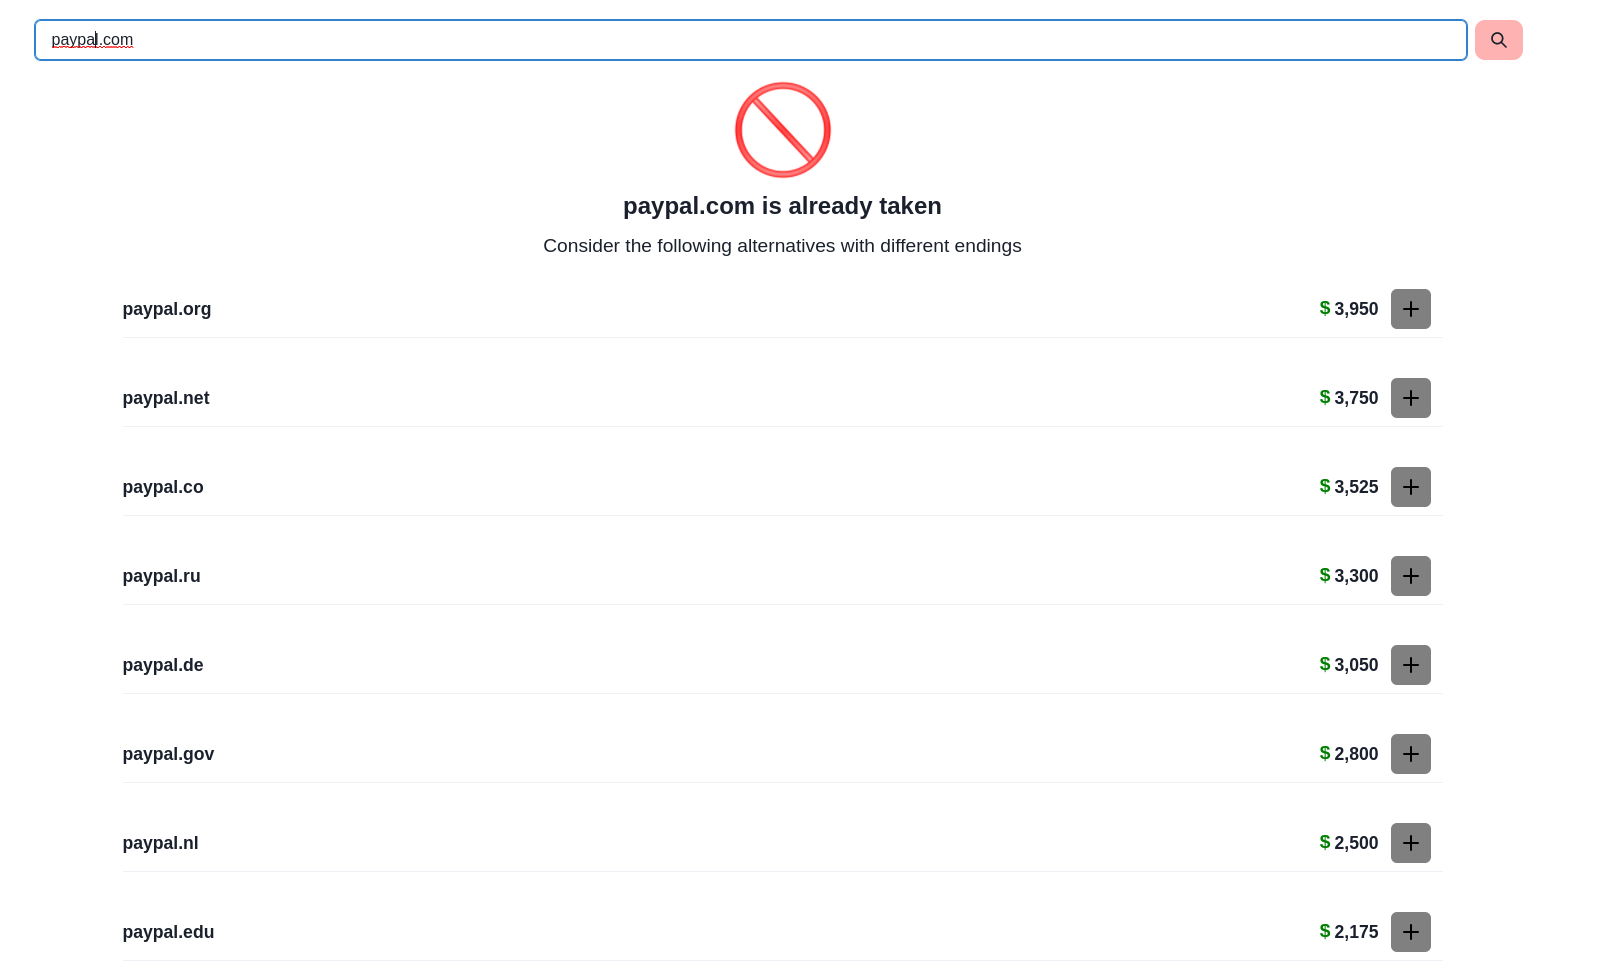 paypal.com
paypal.com is already taken
Consider the following alternatives with different endings
paypal.org $ 3,950
paypal.net $ 3,750
paypal.co $ 3,525
paypal.ru $ 3,300
paypal.de $ 3,050
paypal.gov $ 2,800
paypal.nl $ 2,500
paypal.edu $ 2,175